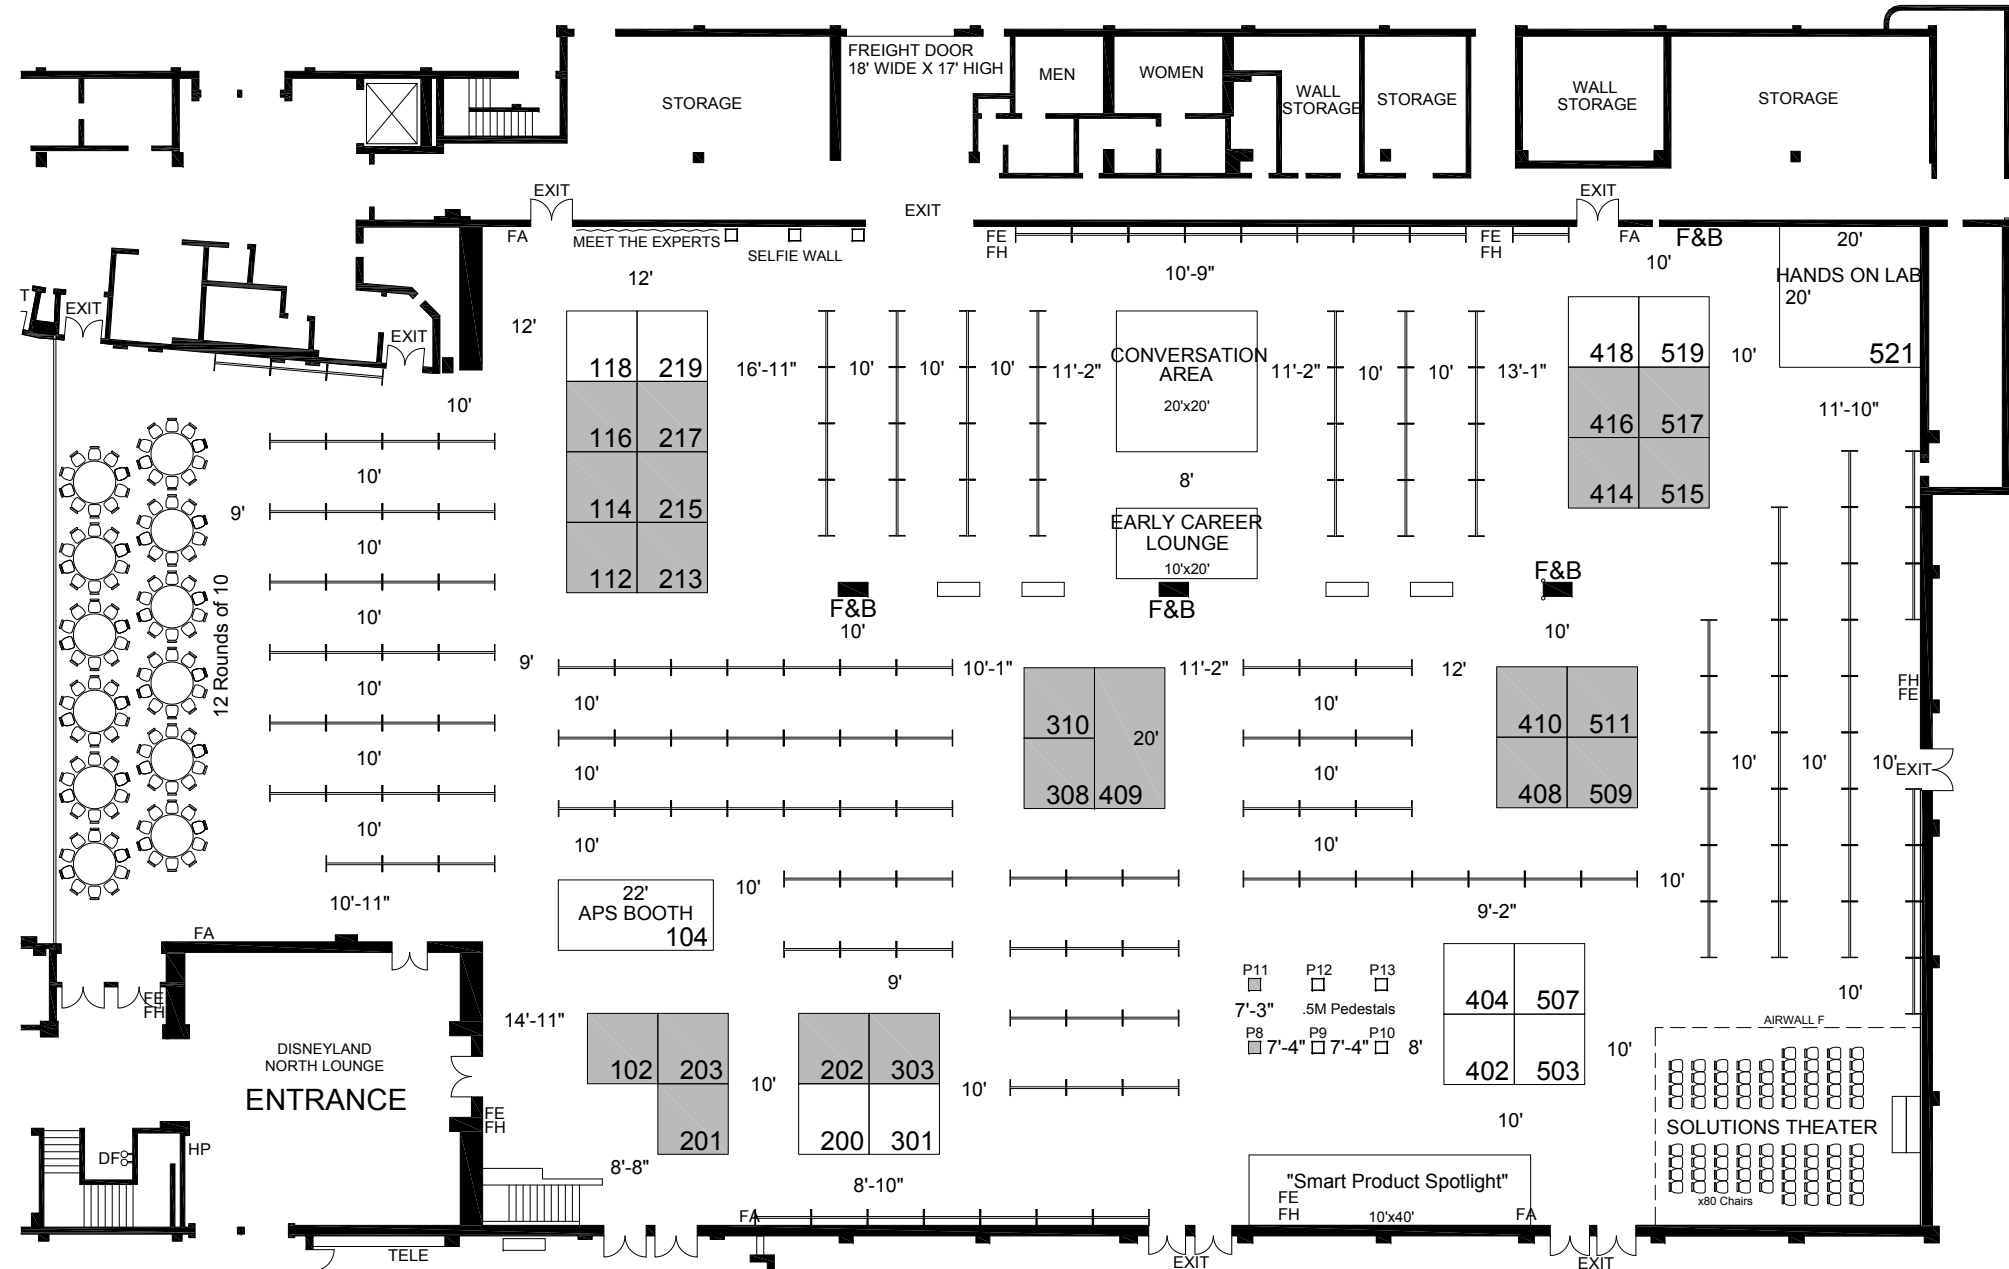 FREIGHT DOOR
18' WIDE X 17' HIGH
MEN
WOMEN
STORAGE
WALL
STORAGE
STORAGE
WALL
STORAGE
STORAGE
EXIT
EXIT
EXIT
FA
MEET THE EXPERTS
SELFIE WALL
FE
FH
FE
FH
FA
F&B
20'
12'
10'-9"
10'
HANDS ON LAB
20'
521
T
EXIT
EXIT
12'
118
219
16'-11"
10'
10'
10'
11'-2"
CONVERSATION
AREA
20'x20'
11'-2"
10'
10'
13'-1"
418
519
10'
10'
116
217
416
517
11'-10"
10'
8'
114
215
414
515
9'
EARLY CAREER
LOUNGE
10'x20'
10'
112
213
F&B
12 Rounds of 10
F&B
F&B
10'
10'
10'
9'
10'-1"
11'-2"
12'
10'
10'
10'
FH
FE
310
20'
410
511
10'
10'
10'
10'
10'
10'
EXIT
308
409
408
509
10'
10'
10'
10'-11"
22'
APS BOOTH
104
10'
10'
9'-2"
FA
9'
P11
P12
P13
404
507
10'
FE
FH
7'-3"
.5M Pedestals
14'-11"
AIRWALL F
P8
7'-4"
P9
7'-4"
P10
8'
10'
DISNEYLAND
NORTH LOUNGE
ENTRANCE
102
203
10'
202
303
10'
402
503
FE
FH
10'
SOLUTIONS THEATER
DF
HP
201
200
301
8'-8"
8'-10"
"Smart Product Spotlight"
FE
FH
10'x40'
FA
FA
x80 Chairs
TELE
EXIT
EXIT